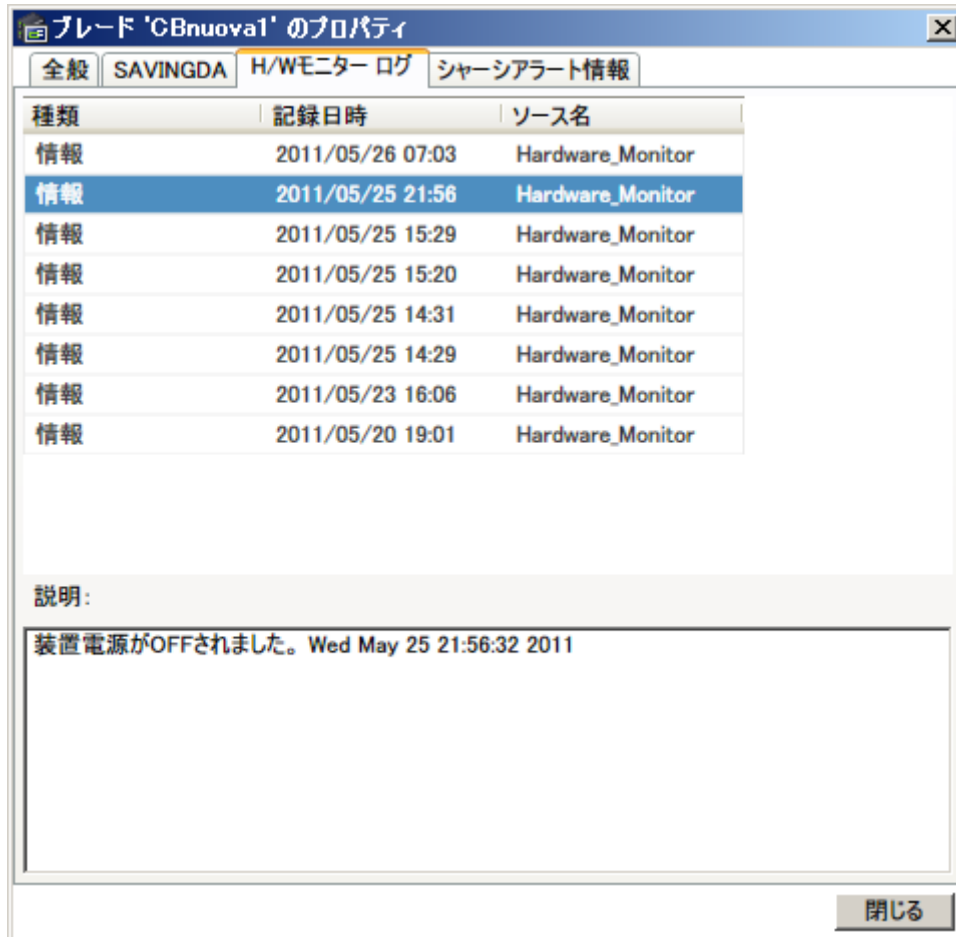 ブレード 'CBnuova1' のプロパティ
全般 SAVINGDA H/Wモニター ログ シャーシアラート情報
種類 記録日時 ソース名
情報 2011/05/26 07:03 Hardware_Monitor
情報 2011/05/25 21:56 Hardware_Monitor
情報 2011/05/25 15:29 Hardware_Monitor
情報 2011/05/25 15:20 Hardware_Monitor
情報 2011/05/25 14:31 Hardware_Monitor
情報 2011/05/25 14:29 Hardware_Monitor
情報 2011/05/23 16:06 Hardware_Monitor
情報 2011/05/20 19:01 Hardware_Monitor
説明:
装置電源がOFFされました。 Wed May 25 21:56:32 2011
閉じる